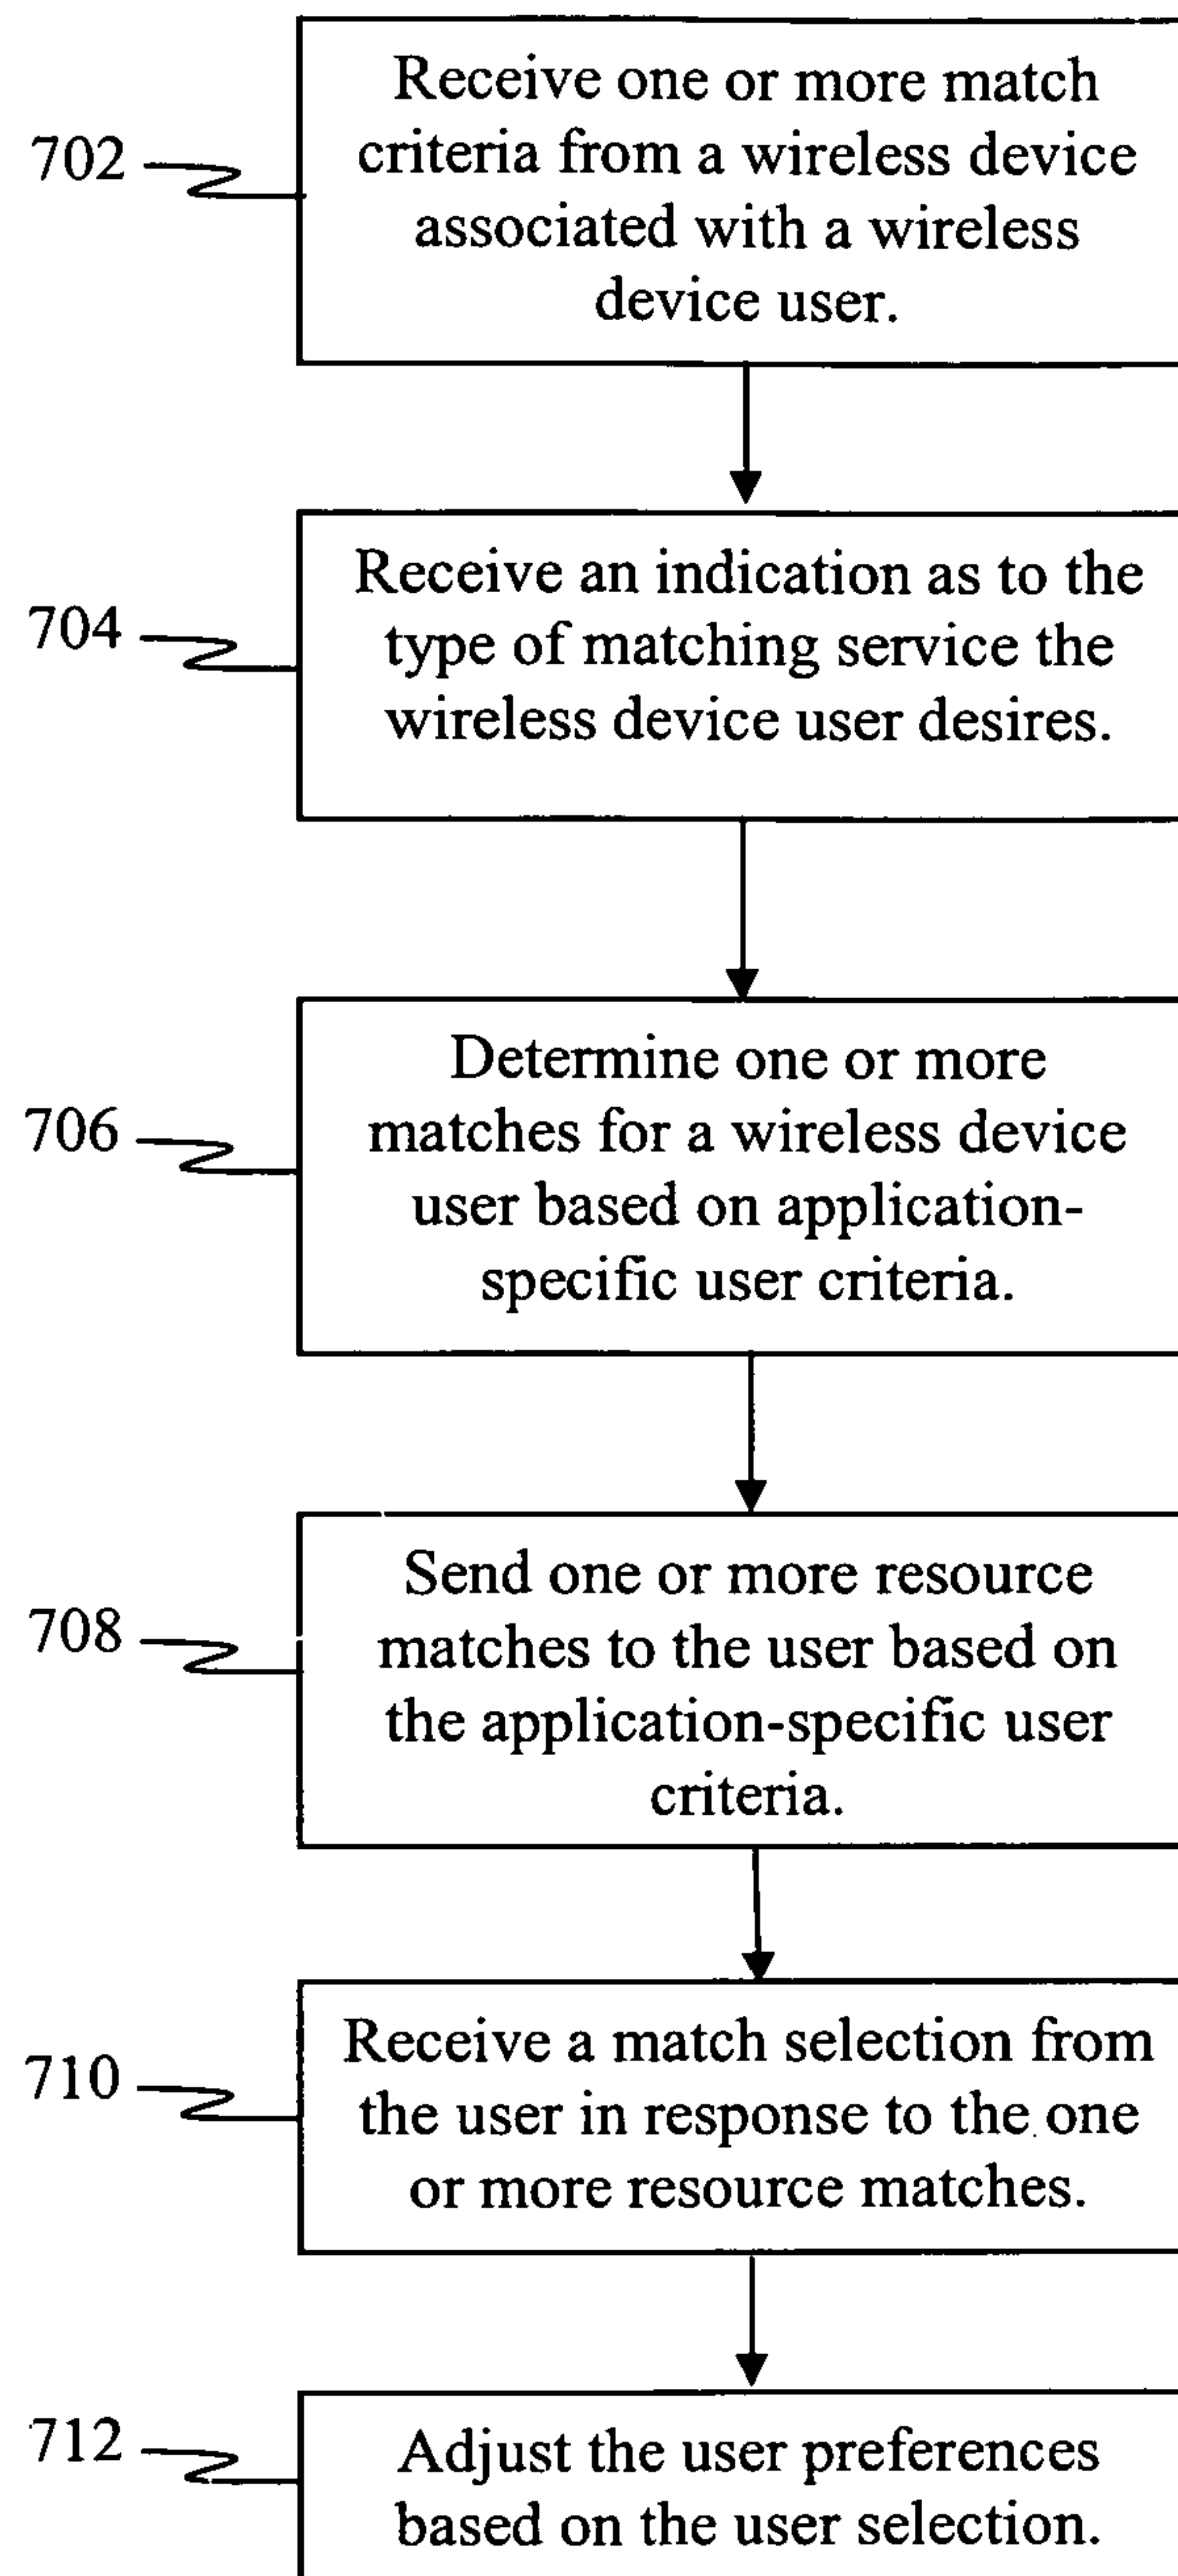 702
Receive one or more match
criteria from a wireless device
associated with a wireless
device user.
704
Receive an indication as to the
type of matching service the
wireless device user desires.
706
Determine one or more
matches for a wireless device
user based on application-
specific user criteria.
708
Send one or more resource
matches to the user based on
the application-specific user
criteria.
710
Receive a match selection from
the user in response to the one
or more resource matches.
712
Adjust the user preferences
based on the user selection.